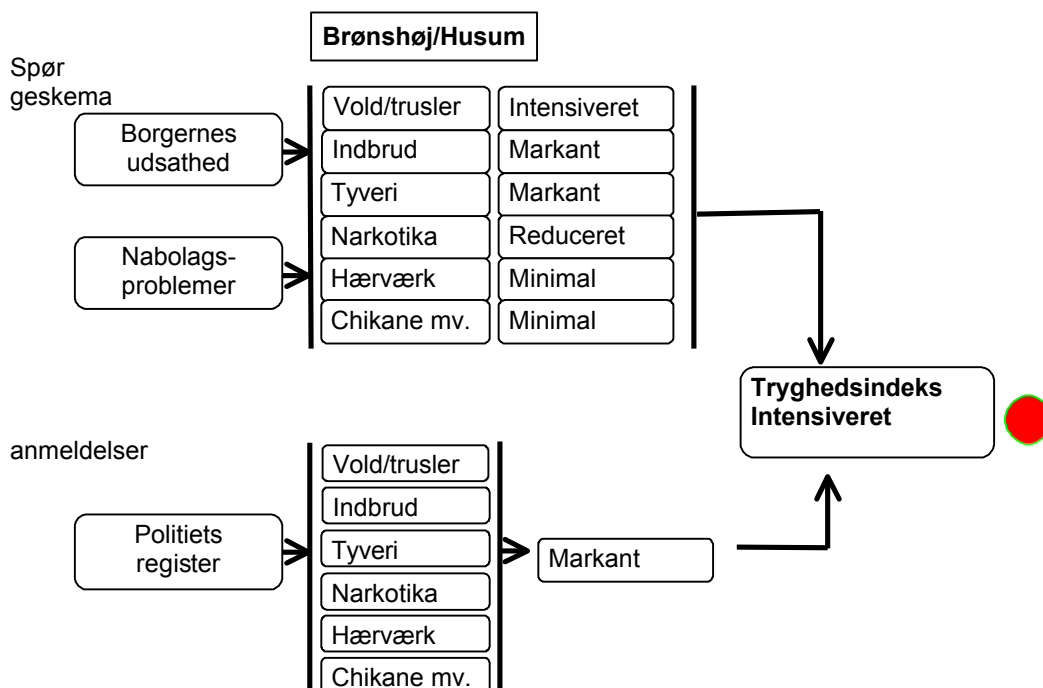 Brønshøj/Husum
Spør
geskema
Borgernes
udsathed
Nabolags-
problemer
Vold/trusler Intensiveret
Indbrud Markant
Tyveri Markant
Narkotika Reduceret
Hærværk Minimal
Chikane mv. Minimal
Tryghedsindeks
Intensiveret
anmeldelser
Politiets
register
Vold/trusler
Indbrud
Tyveri
Narkotika
Hærværk
Chikane mv.
Markant